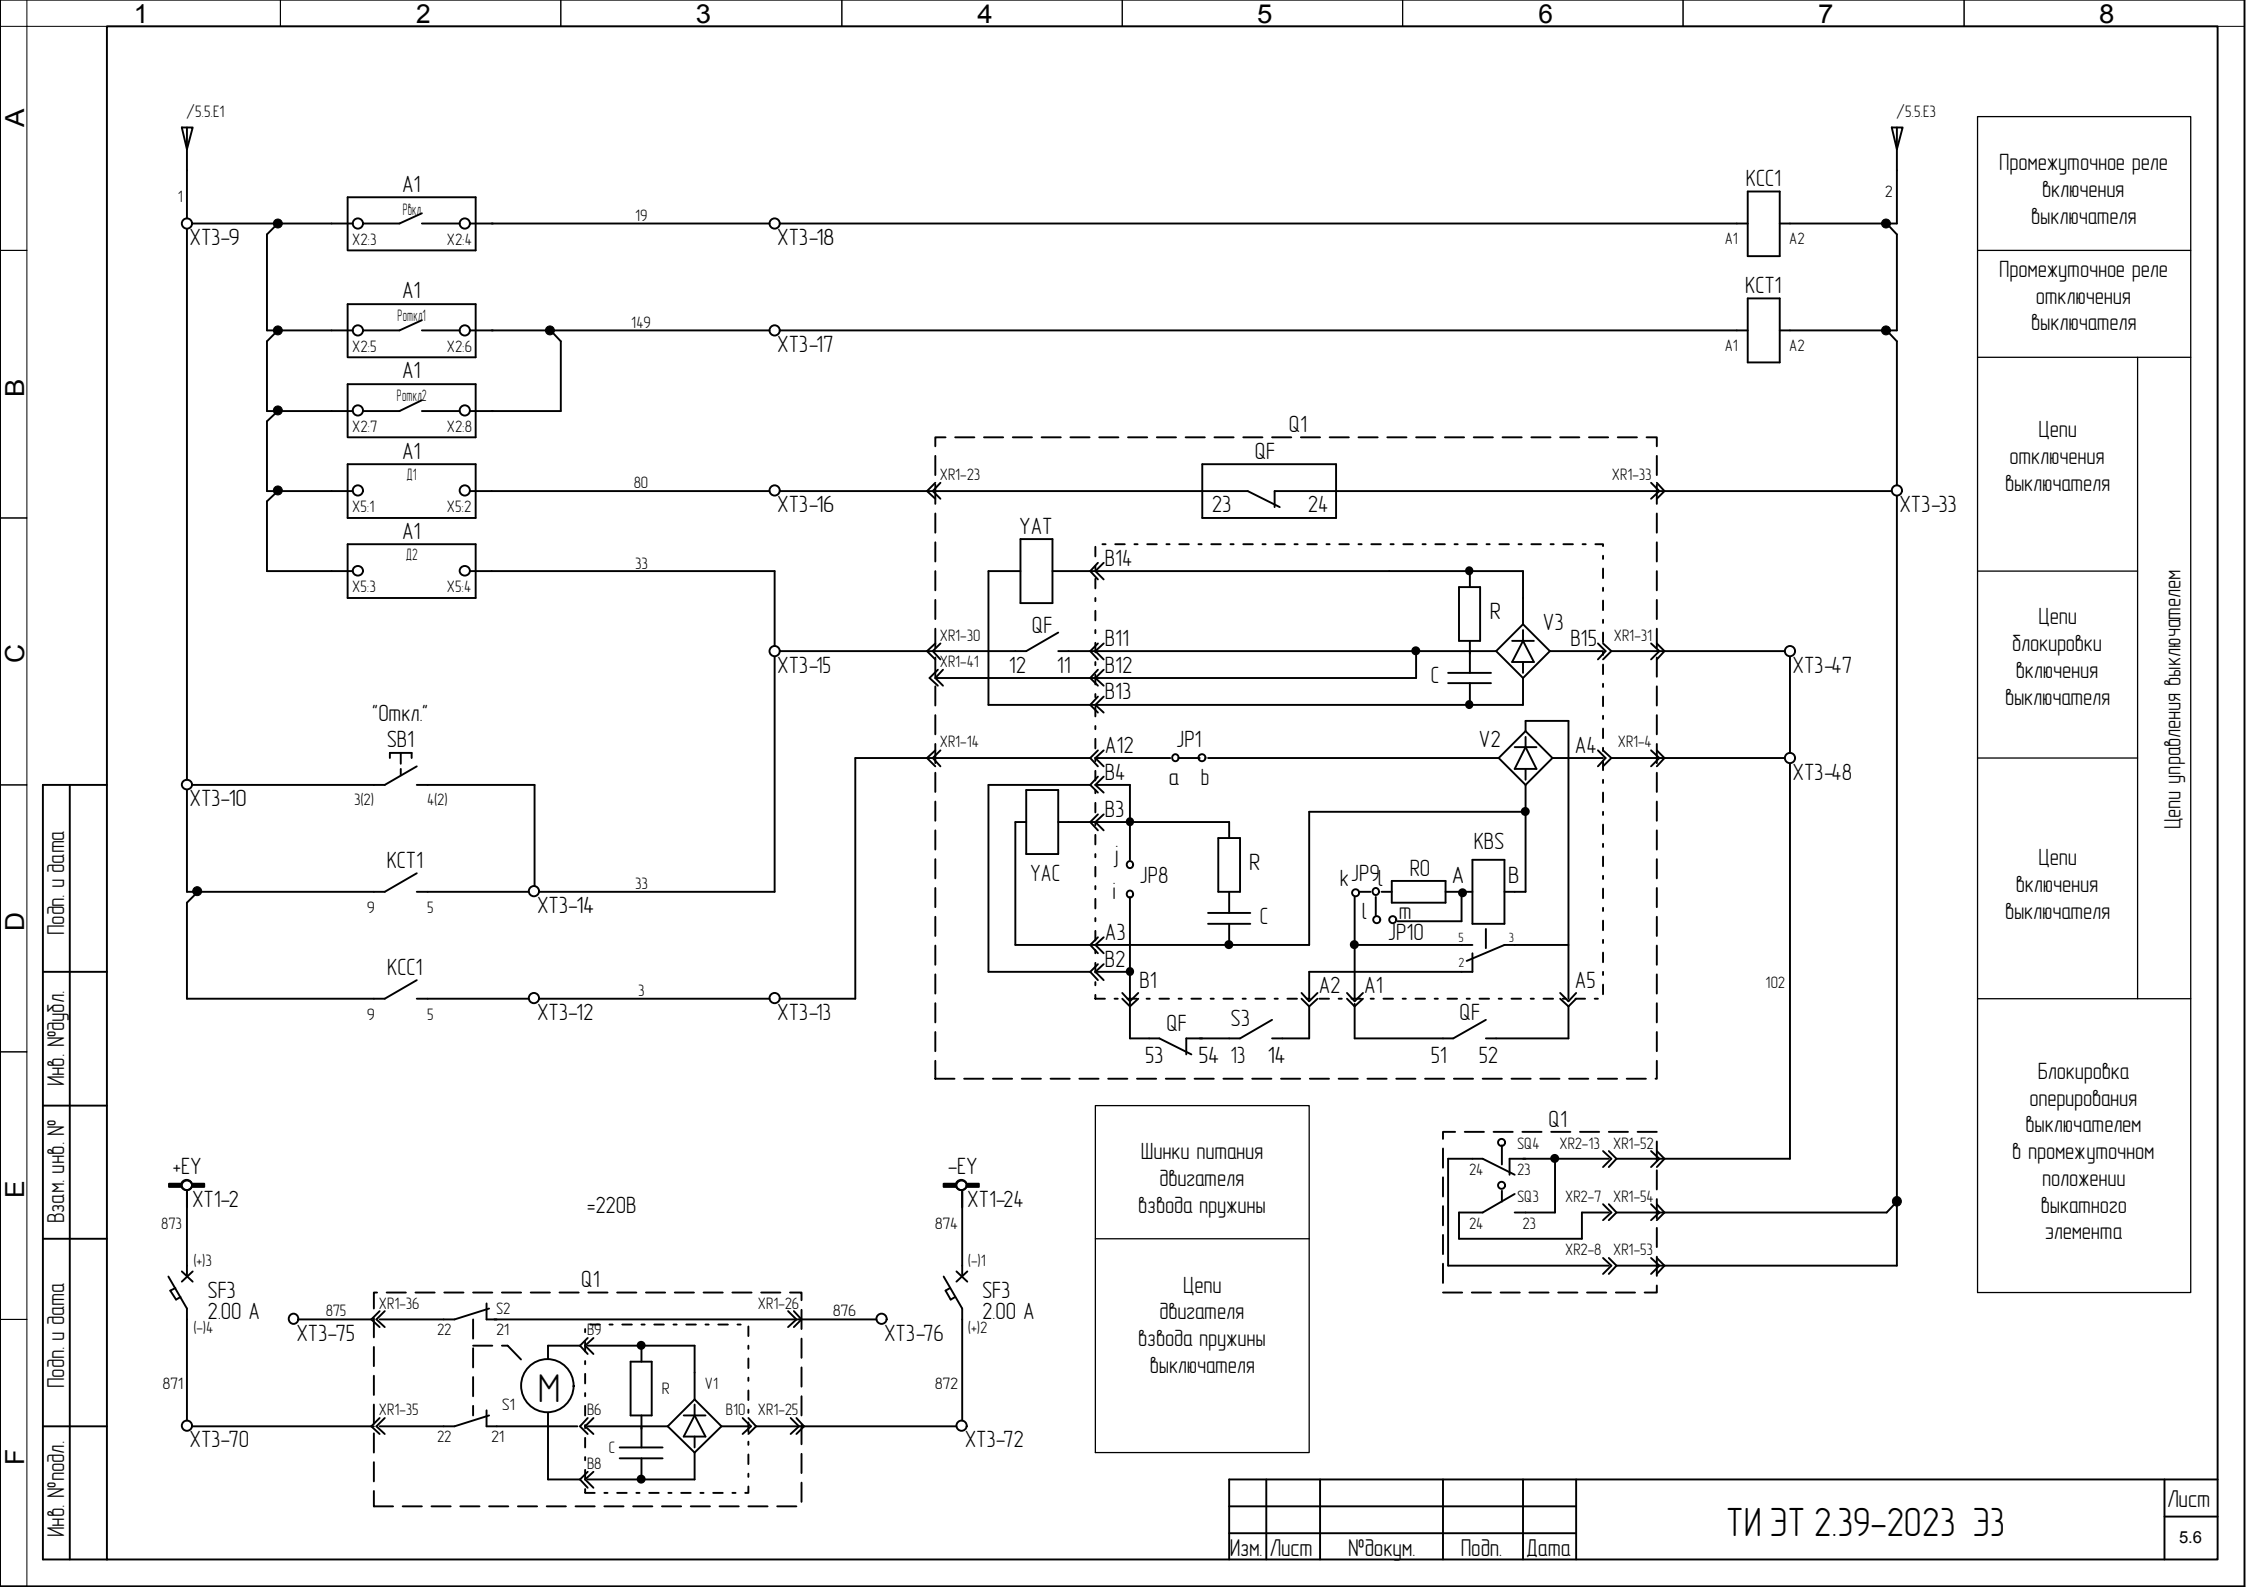 1 2 3 4 5 6 7 8
A
B
C
D
E
F
/5.5.E1
/5.5.E3
1
2
A1
Рвкл
X2:3 X2:4
XT3-9
19
XT3-18
KCC1
A1 A2
A1
Роткл1
X2:5 X2:6
149
XT3-17
KCT1
A1 A2
A1
Роткл2
X2:7 X2:8
A1
Д1
X5:1 X5:2
80
XT3-16
A1
Д2
X5:3 X5:4
33
XT3-15
Q1
QF
XR1-23
23 24
XR1-33
XT3-33
YAT
B14
R
V3
QF
XR1-30
12 11
B11
B15
XR1-31
XT3-47
XR1-41
B12
C
B13
"Откл."
SB1
XT3-10
3(2) 4(2)
KCT1
9 5
XT3-14
33
KCC1
9 5
XT3-12
3
XT3-13
XR1-14
A12
JP1
a b
V2
A4
XR1-4
XT3-48
B4
B3
YAC
j
JP8
i
R
C
KBS
k JP9 l
R0
A B
l m
JP10
5 3
2
A3
B2
B1
A2
A1
A5
QF
53 54
S3
13 14
QF
51 52
102
Промежуточное реле
включения
выключателя
Промежуточное реле
отключения
выключателя
Цепи
отключения
выключателя
Цепи
блокировки
включения
выключателя
Цепи
включения
выключателя
Цепи управления выключателем
Блокировка
оперирования
выключателем
в промежуточном
положении
выкатного
элемента
Q1
SQ4
24 23
XR2-13 XR1-52
SQ3
24 23
XR2-7 XR1-54
XR2-8 XR1-53
Шинки питания
двигателя
взвода пружины
Цепи
двигателя
взвода пружины
выключателя
+EY
XT1-2
873
(+)3
SF3
2.00 A
(-)4
871
XT3-70
=220В
-EY
XT1-24
874
(-)1
SF3
2.00 A
(+)2
872
XT3-72
875
XT3-75
Q1
XR1-36
S2
22 21
XR1-26
876
XT3-76
B9
M
R
V1
XR1-35
S1
22 21
B6
B10
XR1-25
C
B8
Подп. и дата
Инв. №дубл.
Взам. инв. №
Подп. и дата
Инв. №подл.
Изм. Лист №докум. Подп. Дата
ТИ ЭТ 2.39-2023 Э3
Лист
5.6